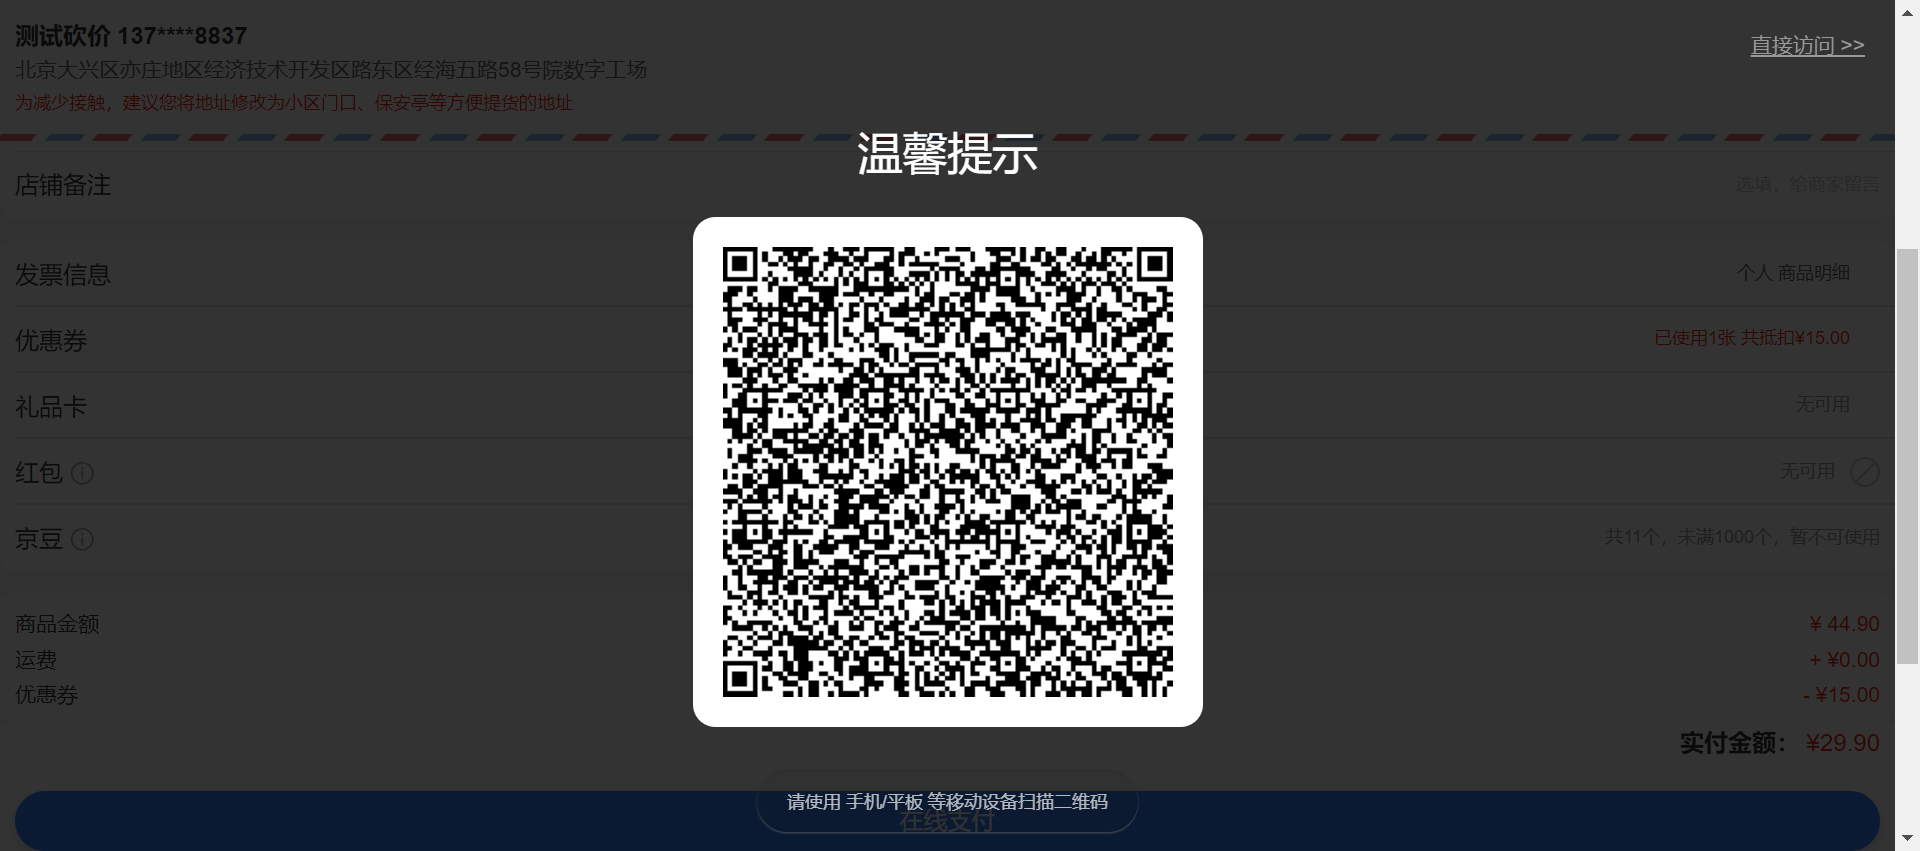 测试砍价 137****8837
直接访问 >>
北京大兴区亦庄地区经济技术开发区路东区经海五路58号院数字工场
为减少接触，建议您将地址修改为小区门口、保安亭等方便提货的地址
温馨提示
店铺备注
选填，给商家留言
发票信息
个人 商品明细
优惠券
已使用1张 共抵扣¥15.00
礼品卡
无可用
红包
无可用
京豆
共11个，未满1000个，暂不可使用
商品金额
¥ 44.90
运费
+ ¥0.00
优惠券
- ¥15.00
实付金额： ¥29.90
请使用 手机/平板 等移动设备扫描二维码
在线支付